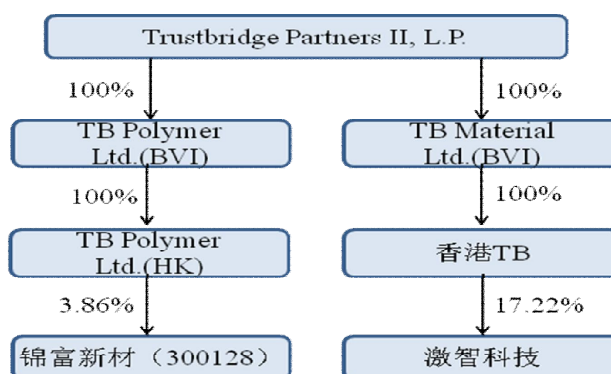 Trustbridge Partners II, L.P.
100%
100%
TB Polymer
Ltd.(BVI)
TB Material
Ltd.(BVI)
100%
100%
TB Polymer
Ltd.(HK)
香港TB
3.86%
17.22%
锦富新材（300128）
激智科技